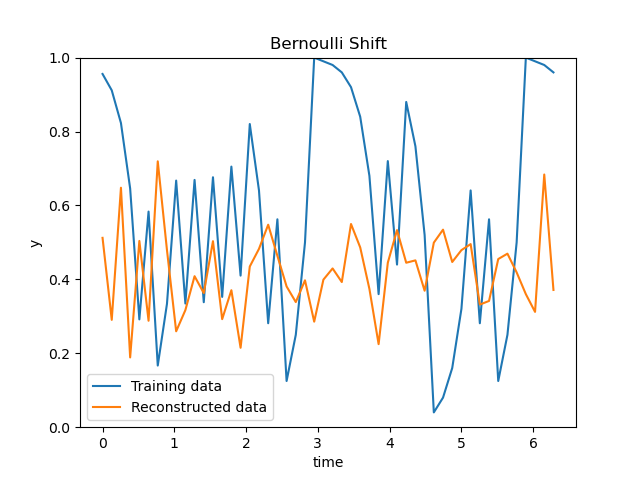 Bernoulli Shift
y
1.0
0.8
0.6
0.4
0.2
0.0
Training data
Reconstructed data
0 1 2 3 4 5 6
time